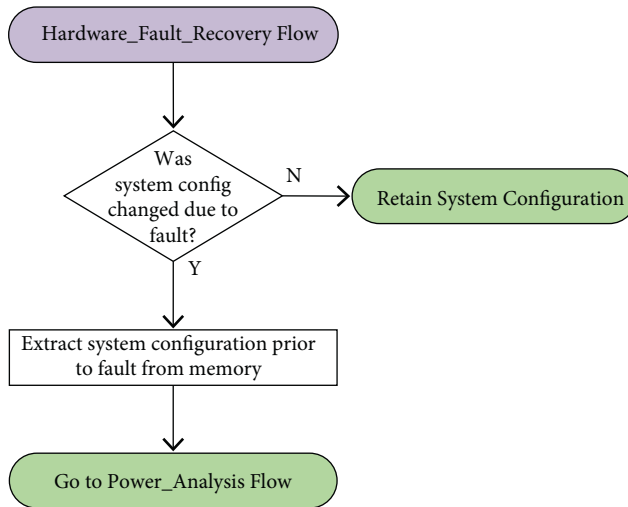 Hardware_Fault_Recovery Flow
Was
system config
changed due to
fault?
N
Retain System Configuration
Y
Extract system configuration prior
to fault from memory
Go to Power_Analysis Flow